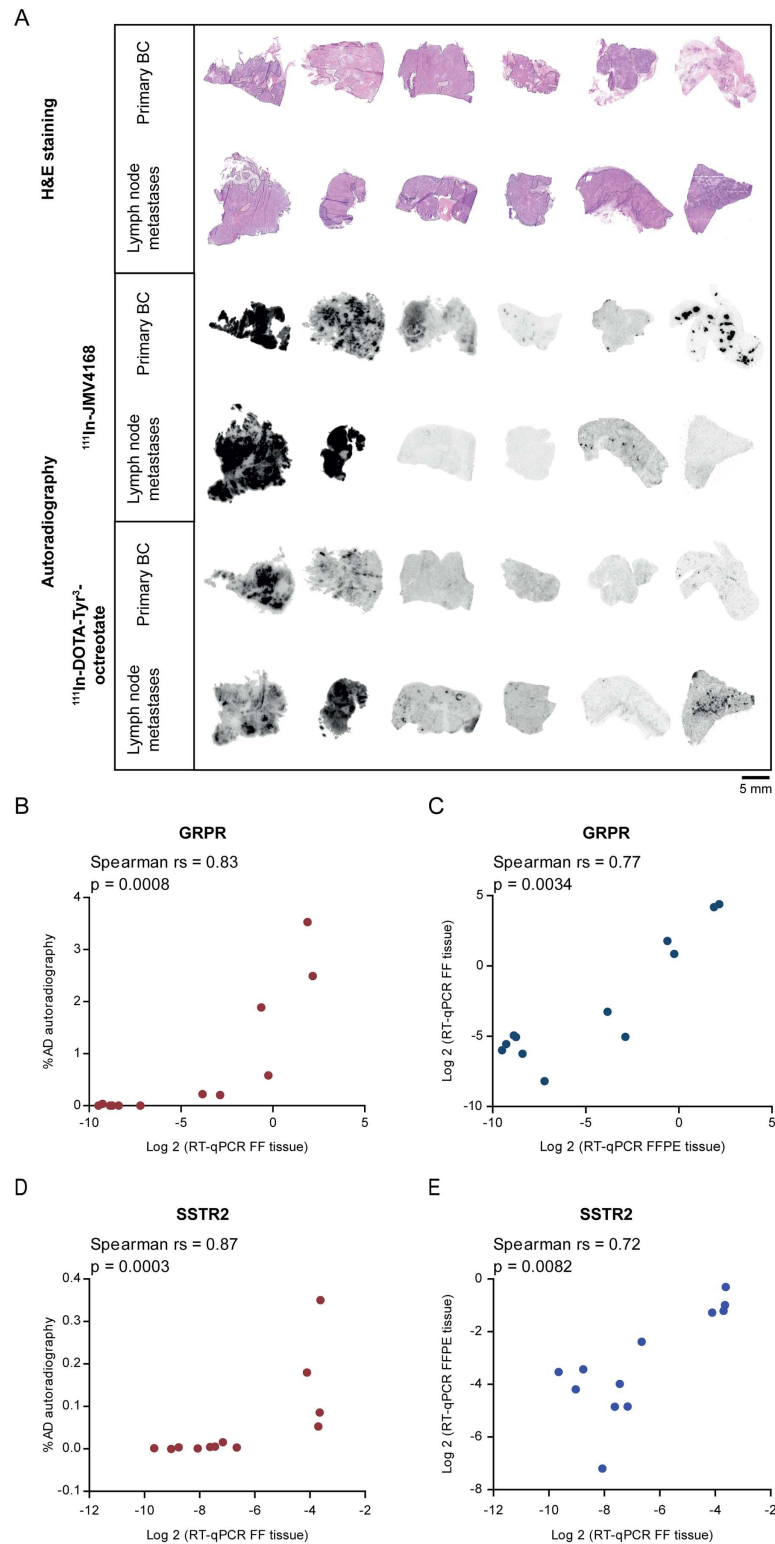 A
H&E staining
Primary BC
Lymph node
metastases
Autoradiography
¹¹¹In-JMV4168
Primary BC
Lymph node
metastases
¹¹¹In-DOTA-Tyr³-
octreotate
Primary BC
Lymph node
metastases
5 mm
B
GRPR
Spearman rs = 0.83
p = 0.0008
%AD autoradiography
4
3
2
1
0
-10
-5
0
5
Log 2 (RT-qPCR FF tissue)
C
GRPR
Spearman rs = 0.77
p = 0.0034
Log 2 (RT-qPCR FF tissue)
5
0
-5
-10
-10
-5
0
5
Log 2 (RT-qPCR FFPE tissue)
D
SSTR2
Spearman rs = 0.87
p = 0.0003
%AD autoradiography
0.4
0.3
0.2
0.1
0.0
-0.1
-12
-10
-8
-6
-4
-2
Log 2 (RT-qPCR FF tissue)
E
SSTR2
Spearman rs = 0.72
p = 0.0082
Log 2 (RT-qPCR FFPE tissue)
0
-2
-4
-6
-8
-12
-10
-8
-6
-4
-2
Log 2 (RT-qPCR FF tissue)